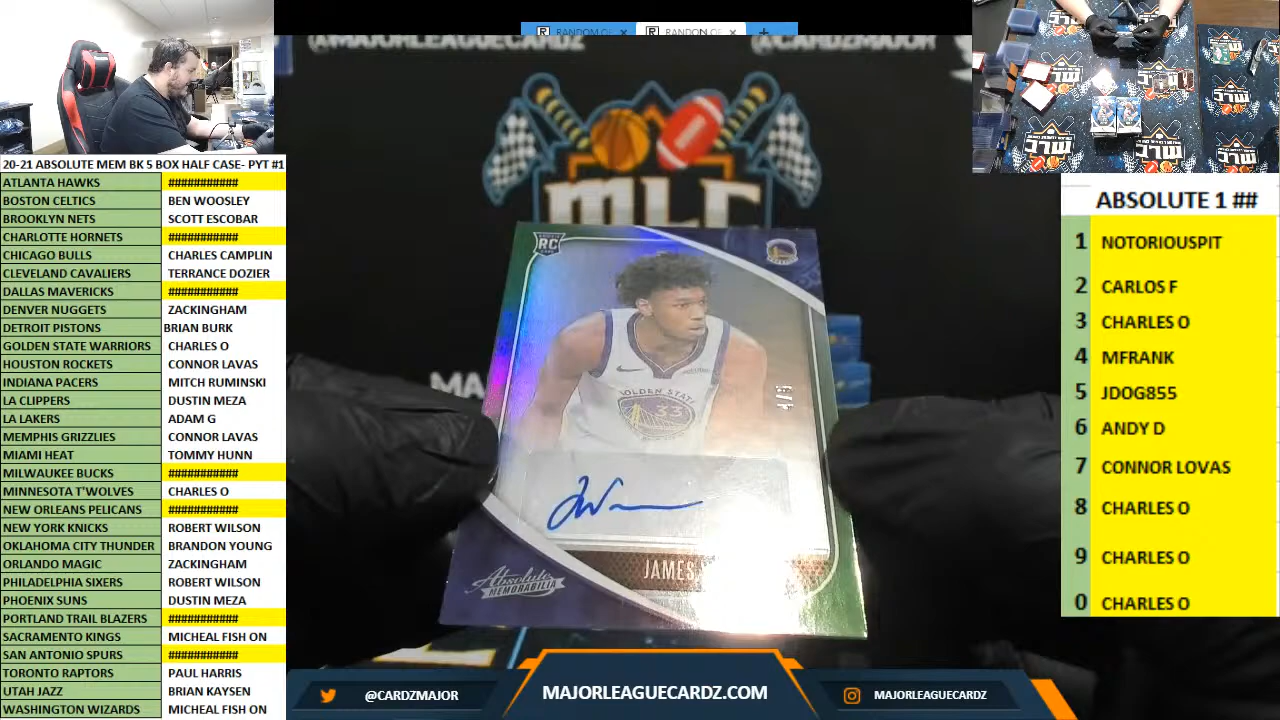 RANDOM.OR
RANDOM.OR
@MAJORLEAGUECARDZ
@CARDZMAJOR
20-21 ABSOLUTE MEM BK 5 BOX HALF CASE- PYT #1
ATLANTA HAWKS ###########
BOSTON CELTICS BEN WOOSLEY
BROOKLYN NETS SCOTT ESCOBAR
CHARLOTTE HORNETS ###########
CHICAGO BULLS CHARLES CAMPLIN
CLEVELAND CAVALIERS TERRANCE DOZIER
DALLAS MAVERICKS ###########
DENVER NUGGETS ZACKINGHAM
DETROIT PISTONS BRIAN BURK
GOLDEN STATE WARRIORS CHARLES O
HOUSTON ROCKETS CONNOR LAVAS
INDIANA PACERS MITCH RUMINSKI
LA CLIPPERS DUSTIN MEZA
LA LAKERS ADAM G
MEMPHIS GRIZZLIES CONNOR LAVAS
MIAMI HEAT TOMMY HUNN
MILWAUKEE BUCKS ###########
MINNESOTA T'WOLVES CHARLES O
NEW ORLEANS PELICANS ###########
NEW YORK KNICKS ROBERT WILSON
OKLAHOMA CITY THUNDER BRANDON YOUNG
ORLANDO MAGIC ZACKINGHAM
PHILADELPHIA SIXERS ROBERT WILSON
PHOENIX SUNS DUSTIN MEZA
PORTLAND TRAIL BLAZERS ###########
SACRAMENTO KINGS MICHEAL FISH ON
SAN ANTONIO SPURS ###########
TORONTO RAPTORS PAUL HARRIS
UTAH JAZZ BRIAN KAYSEN
WASHINGTON WIZARDS MICHEAL FISH ON
MLC
RC
GOLDEN STATE
33
JAMES
Absolute
MEMORABILIA
ABSOLUTE 1 ##
1 NOTORIOUSPIT
2 CARLOS F
3 CHARLES O
4 MFRANK
5 JDOG855
6 ANDY D
7 CONNOR LOVAS
8 CHARLES O
9 CHARLES O
0 CHARLES O
@CARDZMAJOR
MAJORLEAGUECARDZ.COM
MAJORLEAGUECARDZ